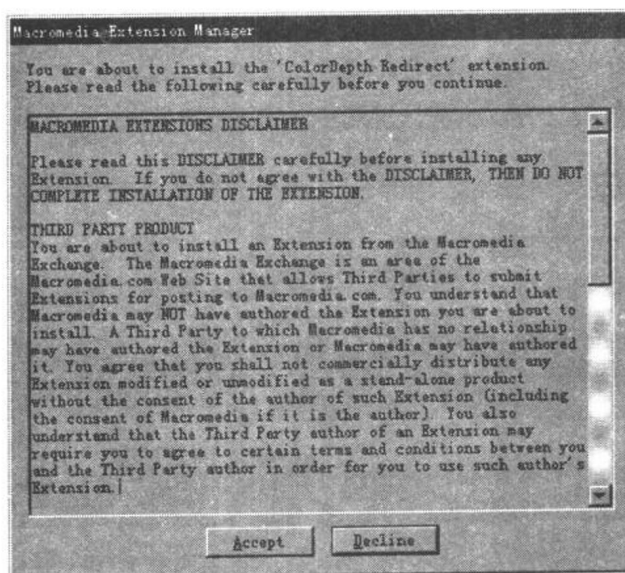 Macromedia Extension Manager
You are about to install the 'ColorDepth Redirect' extension.
Please read the following carefully before you continue.
MACROMEDIA EXTENSIONS DISCLAIMER
Please read this DISCLAIMER carefully before installing any
Extension. If you do not agree with the DISCLAIMER, THEN DO NOT
COMPLETE INSTALLATION OF THE EXTENSION.
THIRD PARTY PRODUCT
You are about to install an Extension from the Macromedia
Exchange. The Macromedia Exchange is an area of the
Macromedia.com Web Site that allows Third Parties to submit
Extensions for posting to Macromedia.com. You understand that
Macromedia may NOT have authored the Extension you are about to
install. A Third Party to which Macromedia has no relationship
may have authored the Extension or Macromedia may have authored
it. You agree that you shall not commercially distribute any
Extension modified or unmodified as a stand-alone product
without the consent of the author of such Extension (including
the consent of Macromedia if it is the author). You also
understand that the Third Party author of an Extension may
require you to agree to certain terms and conditions between you
and the Third Party author in order for you to use such author's
Extension.
Accept
Decline